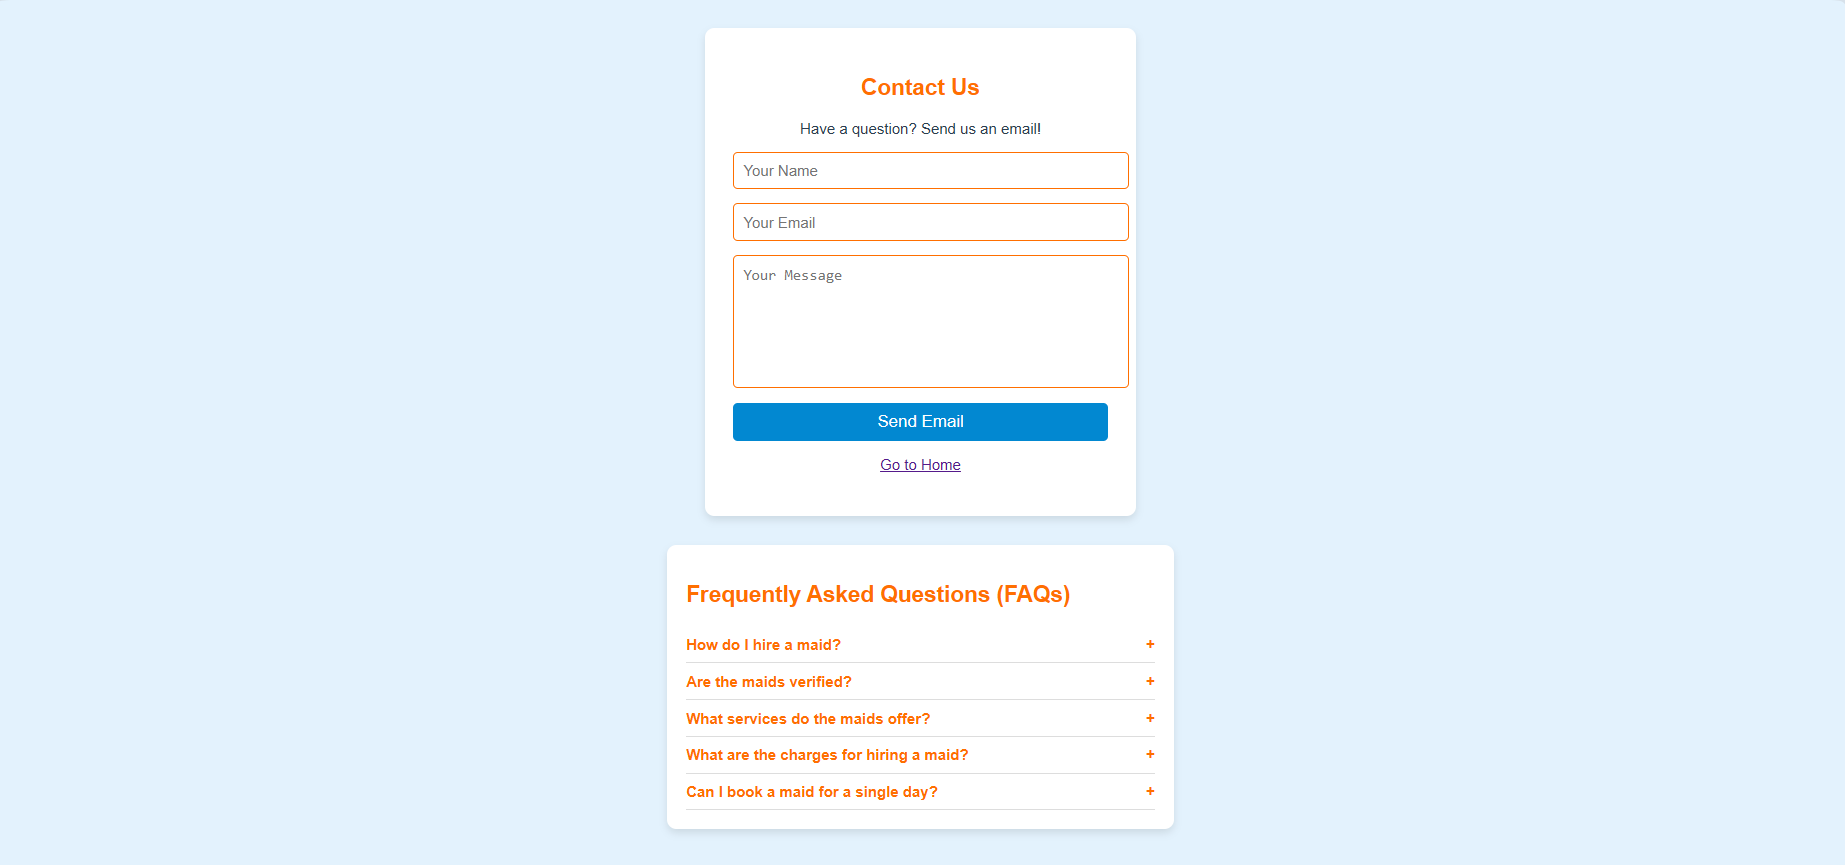 Contact Us
Have a question? Send us an email!
Your Name
Your Email
Your Message
Send Email
Go to Home
Frequently Asked Questions (FAQs)
How do I hire a maid? +
Are the maids verified? +
What services do the maids offer? +
What are the charges for hiring a maid? +
Can I book a maid for a single day? +